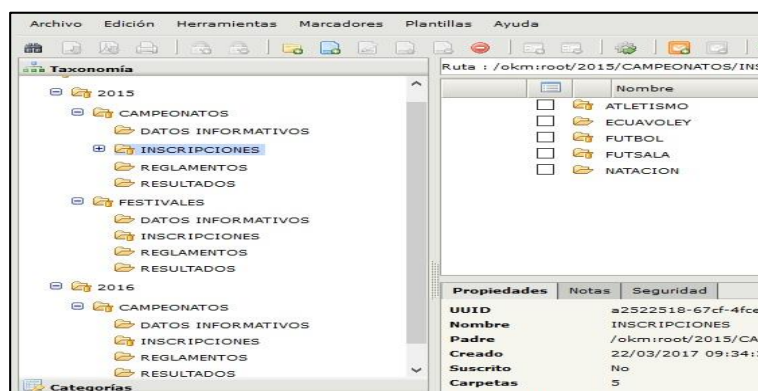 Archivo Edición Herramientas Marcadores Plantillas Ayuda
Taxonomía
2015
CAMPEONATOS
DATOS INFORMATIVOS
INSCRIPCIONES
REGLAMENTOS
RESULTADOS
FESTIVALES
DATOS INFORMATIVOS
INSCRIPCIONES
REGLAMENTOS
RESULTADOS
2016
CAMPEONATOS
DATOS INFORMATIVOS
INSCRIPCIONES
REGLAMENTOS
RESULTADOS
Categorías
Ruta : /okm:root/2015/CAMPEONATOS/INS
Nombre
ATLETISMO
ECUAVOLEY
FUTBOL
FUTSALA
NATACION
Propiedades Notas Seguridad
UUID a2522518-67cf-4fce
Nombre INSCRIPCIONES
Padre /okm:root/2015/CA
Creado 22/03/2017 09:34:
Suscrito No
Carpetas 5